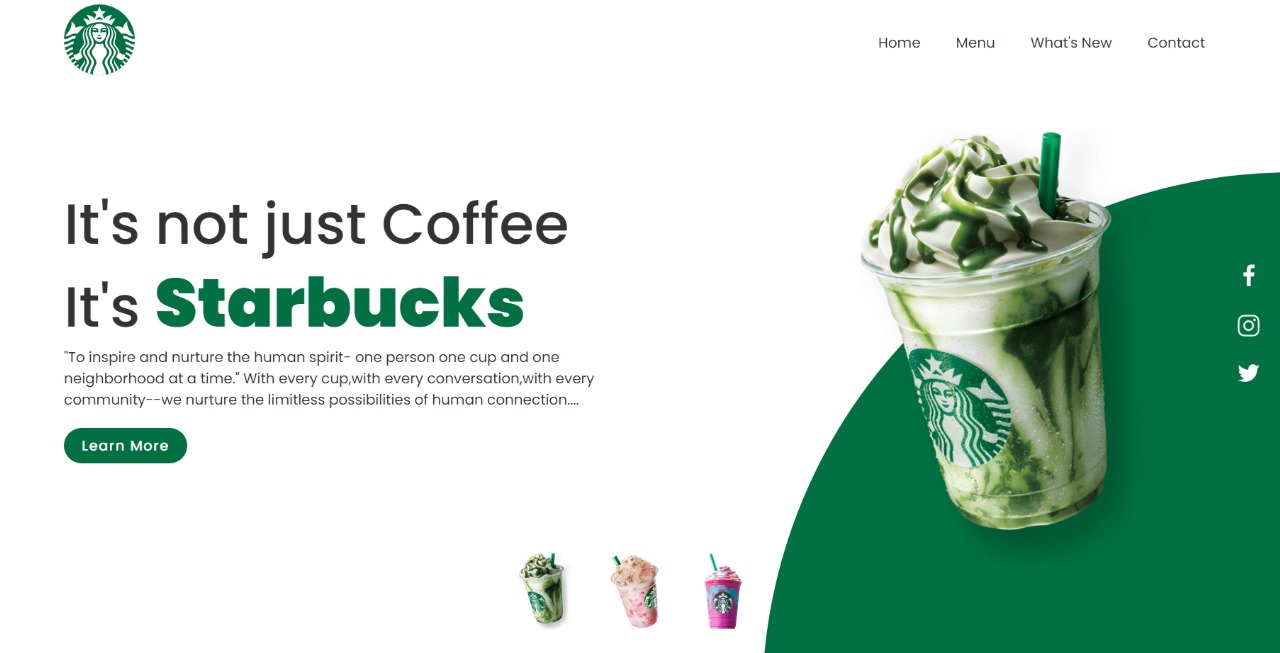 Home Menu What's New Contact
It's not just Coffee
It's Starbucks
"To inspire and nurture the human spirit- one person one cup and one
neighborhood at a time." With every cup,with every conversation,with every
community--we nurture the limitless possibilities of human connection....
Learn More